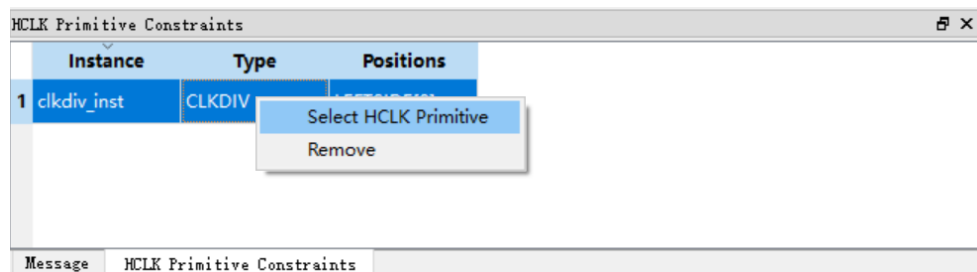 HCLK Primitive Constraints
Instance Type Positions
1 clkdiv_inst CLKDIV
Select HCLK Primitive
Remove
Message HCLK Primitive Constraints